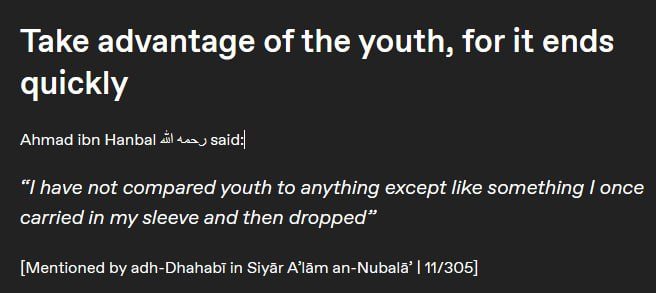 Take advantage of the youth, for it ends
quickly
Ahmad ibn Hanbal رحمه الله said:
“I have not compared youth to anything except like something I once
carried in my sleeve and then dropped”
[Mentioned by adh-Dhahabī in Siyār A’lām an-Nubalā’ | 11/305]